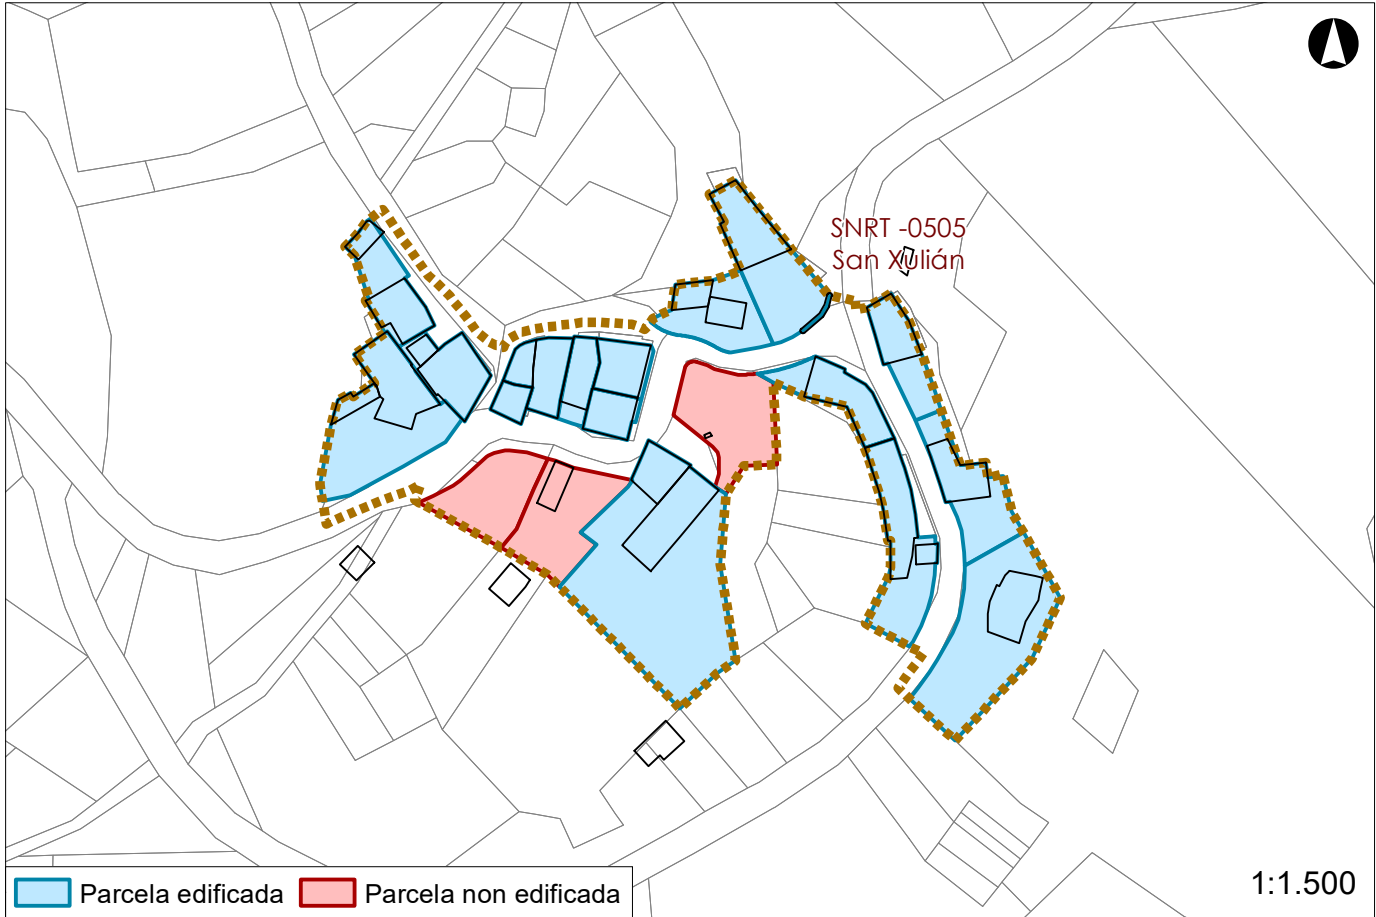 SNRT -0505
San Xulián
Parcela edificada
Parcela non edificada
1:1.500